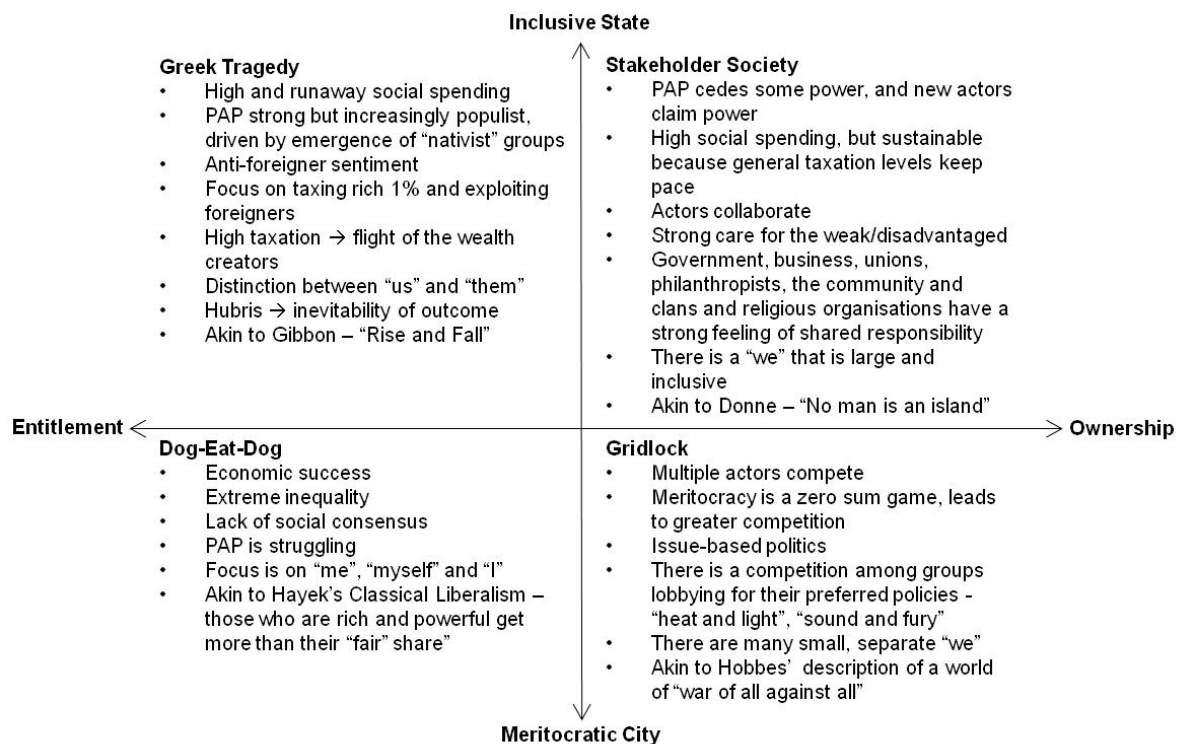 Inclusive State
Greek Tragedy
• High and runaway social spending
• PAP strong but increasingly populist,
driven by emergence of “nativist” groups
• Anti-foreigner sentiment
• Focus on taxing rich 1% and exploiting
foreigners
• High taxation → flight of the wealth
creators
• Distinction between “us” and “them”
• Hubris → inevitability of outcome
• Akin to Gibbon – “Rise and Fall”
Stakeholder Society
• PAP cedes some power, and new actors
claim power
• High social spending, but sustainable
because general taxation levels keep
pace
• Actors collaborate
• Strong care for the weak/disadvantaged
• Government, business, unions,
philanthropists, the community and
clans and religious organisations have a
strong feeling of shared responsibility
• There is a “we” that is large and
inclusive
• Akin to Donne – “No man is an island”
Entitlement
Ownership
Dog-Eat-Dog
• Economic success
• Extreme inequality
• Lack of social consensus
• PAP is struggling
• Focus is on “me”, “myself” and “I”
• Akin to Hayek’s Classical Liberalism –
those who are rich and powerful get
more than their “fair” share”
Gridlock
• Multiple actors compete
• Meritocracy is a zero sum game, leads
to greater competition
• Issue-based politics
• There is a competition among groups
lobbying for their preferred policies -
“heat and light”, “sound and fury”
• There are many small, separate “we”
• Akin to Hobbes’ description of a world
of “war of all against all”
Meritocratic City